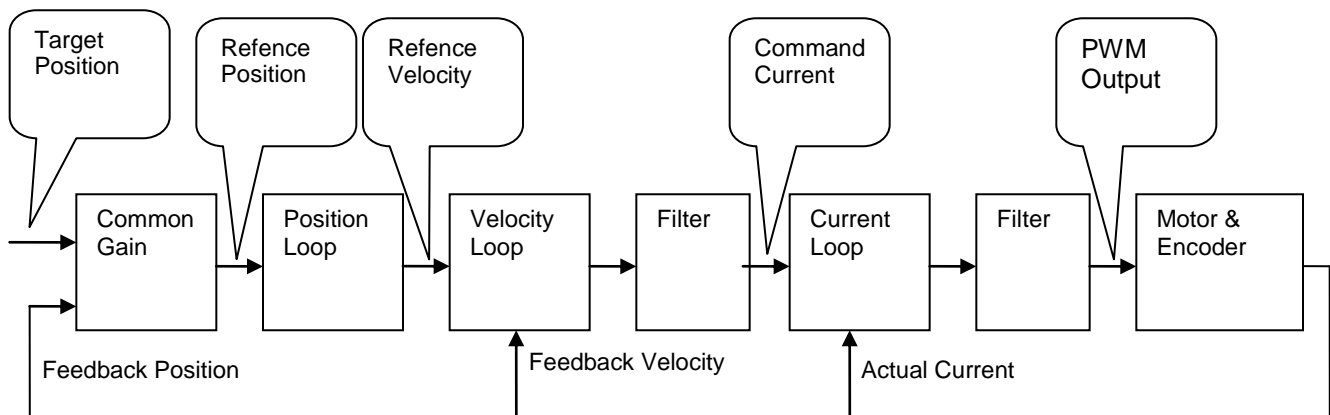 Target
Position
Refence
Position
Refence
Velocity
Command
Current
PWM
Output
Common
Gain
Position
Loop
Velocity
Loop
Filter
Current
Loop
Filter
Motor &
Encoder
Feedback Position
Feedback Velocity
Actual Current